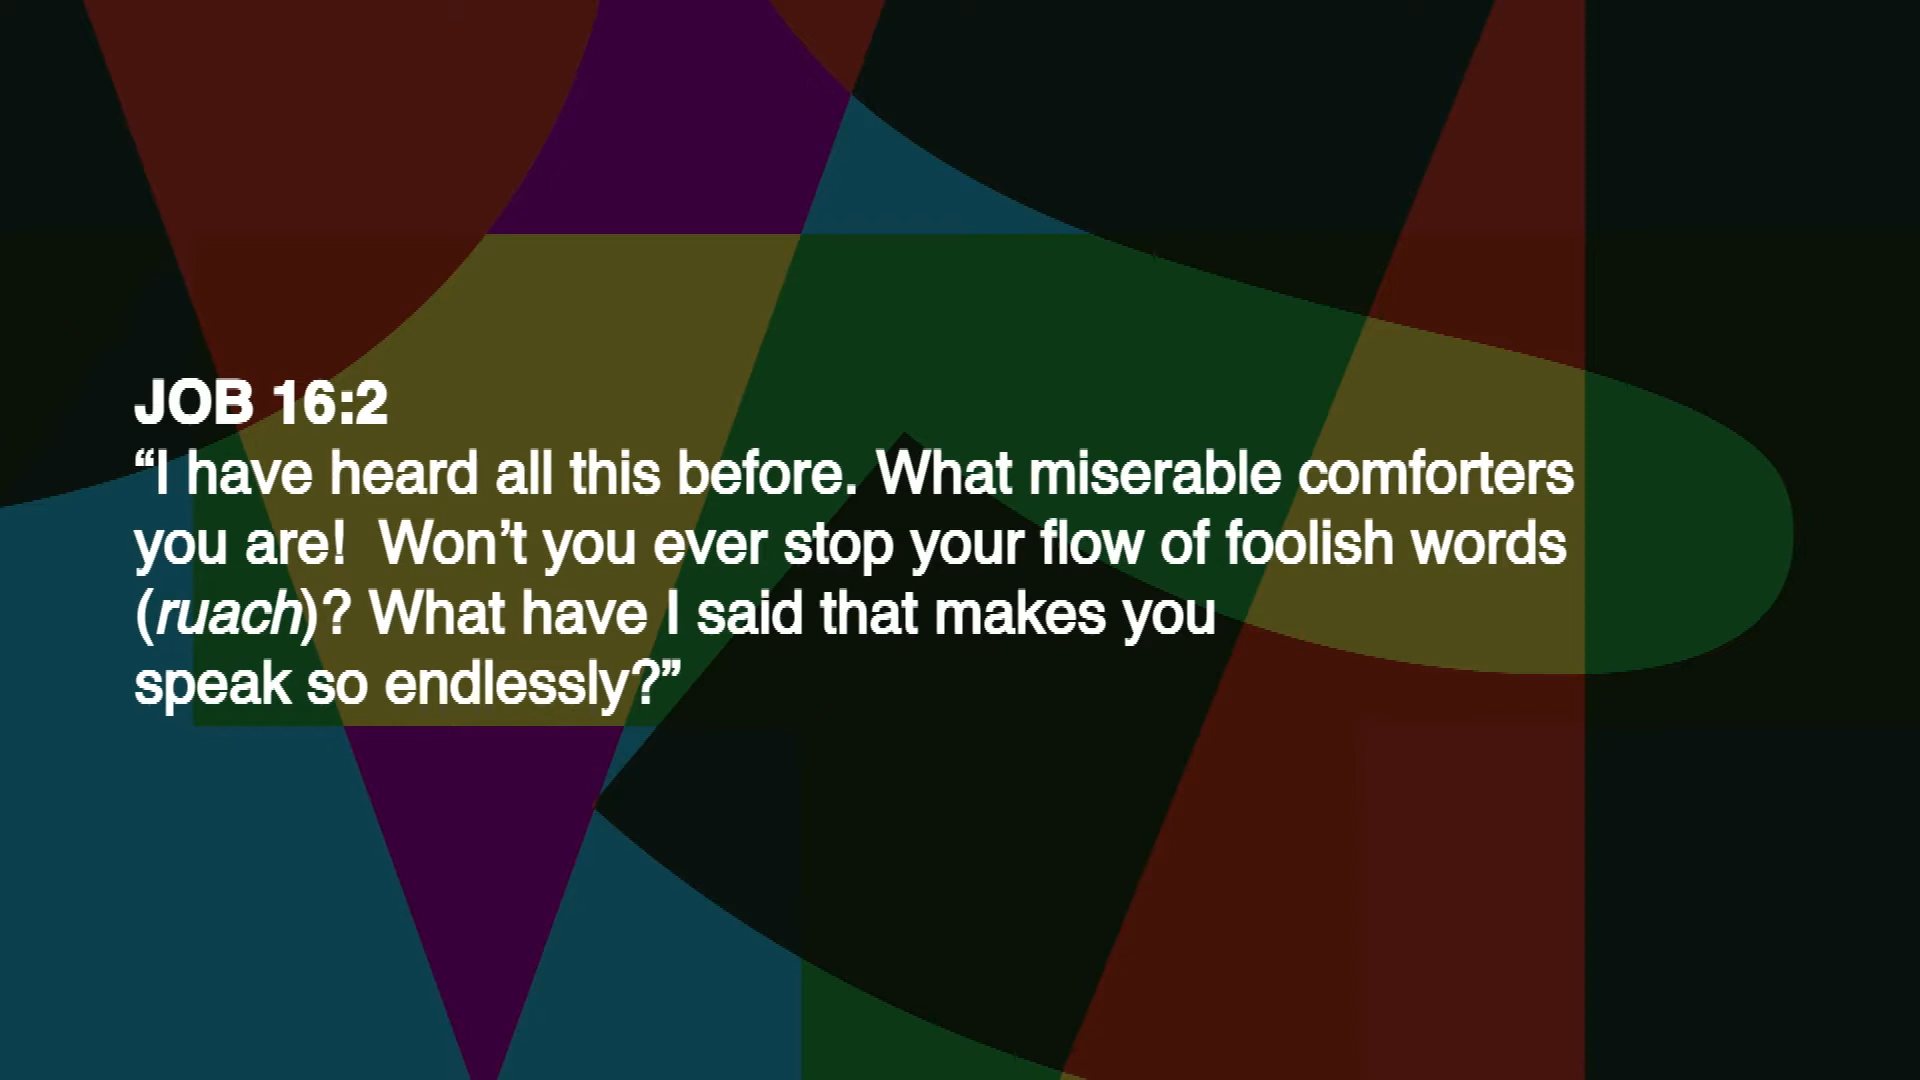 JOB 16:2
“I have heard all this before. What miserable comforters
you are!  Won’t you ever stop your flow of foolish words
(ruach)? What have I said that makes you
speak so endlessly?”